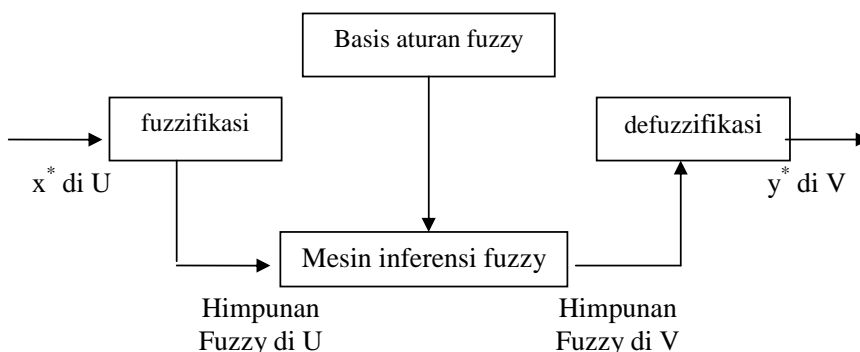 Basis aturan fuzzy
fuzzifikasi
defuzzifikasi
x* di U
y* di V
Mesin inferensi fuzzy
Himpunan
Fuzzy di U
Himpunan
Fuzzy di V